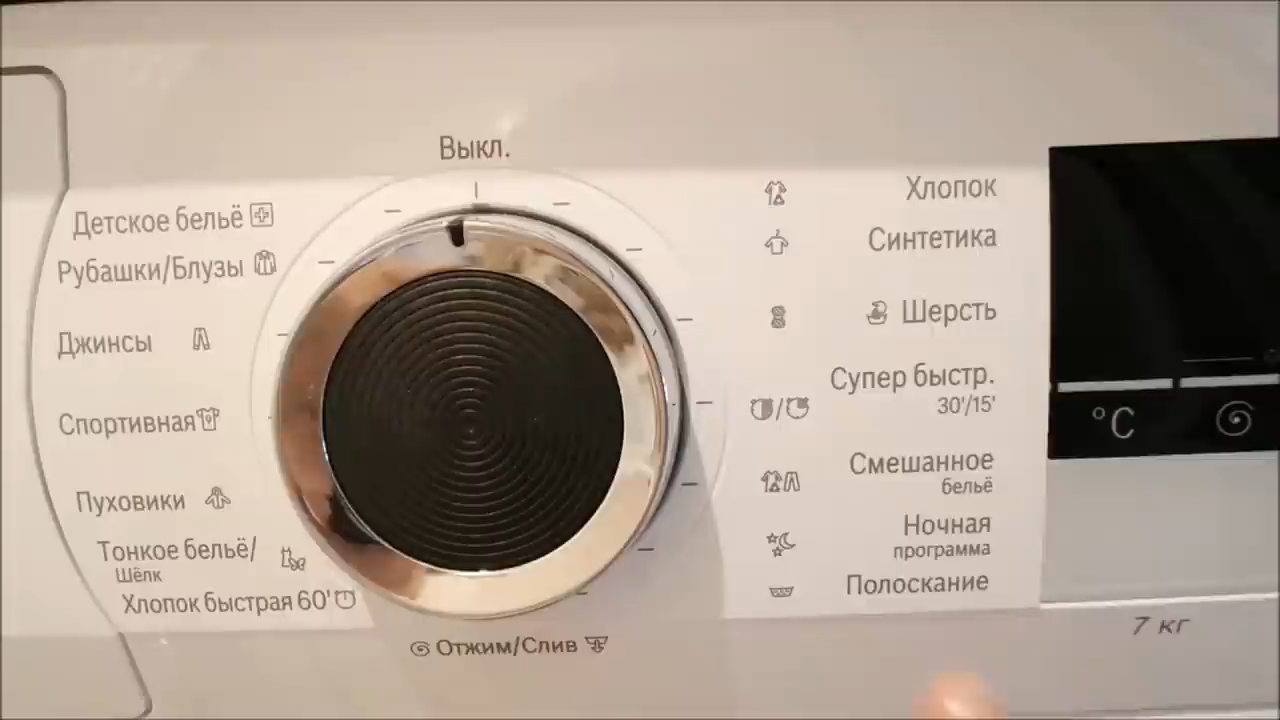 Выкл.
Детское бельё
Рубашки/Блузы
Джинсы
Спортивная
Пуховики
Тонкое бельё/
Шёлк
Хлопок быстрая 60'
Отжим/Слив
Хлопок
Синтетика
Шерсть
Супер быстр.
30'/15'
Смешанное
бельё
Ночная
программа
Полоскание
°C
7 кг